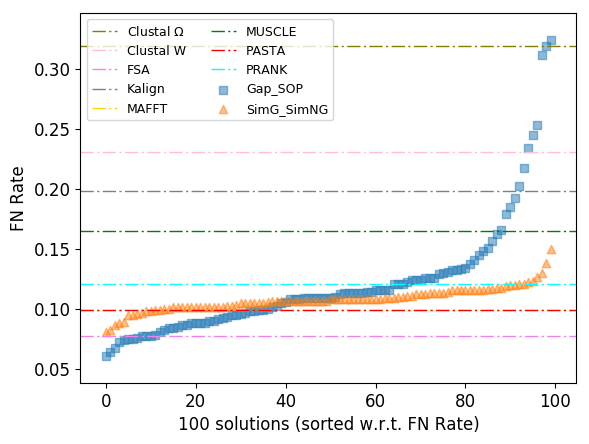 Clustal Ω
Clustal W
FSA
Kalign
MAFFT
MUSCLE
PASTA
PRANK
Gap_SOP
SimG_SimNG
FN Rate
0.30
0.25
0.20
0.15
0.10
0.05
0 20 40 60 80 100
100 solutions (sorted w.r.t. FN Rate)